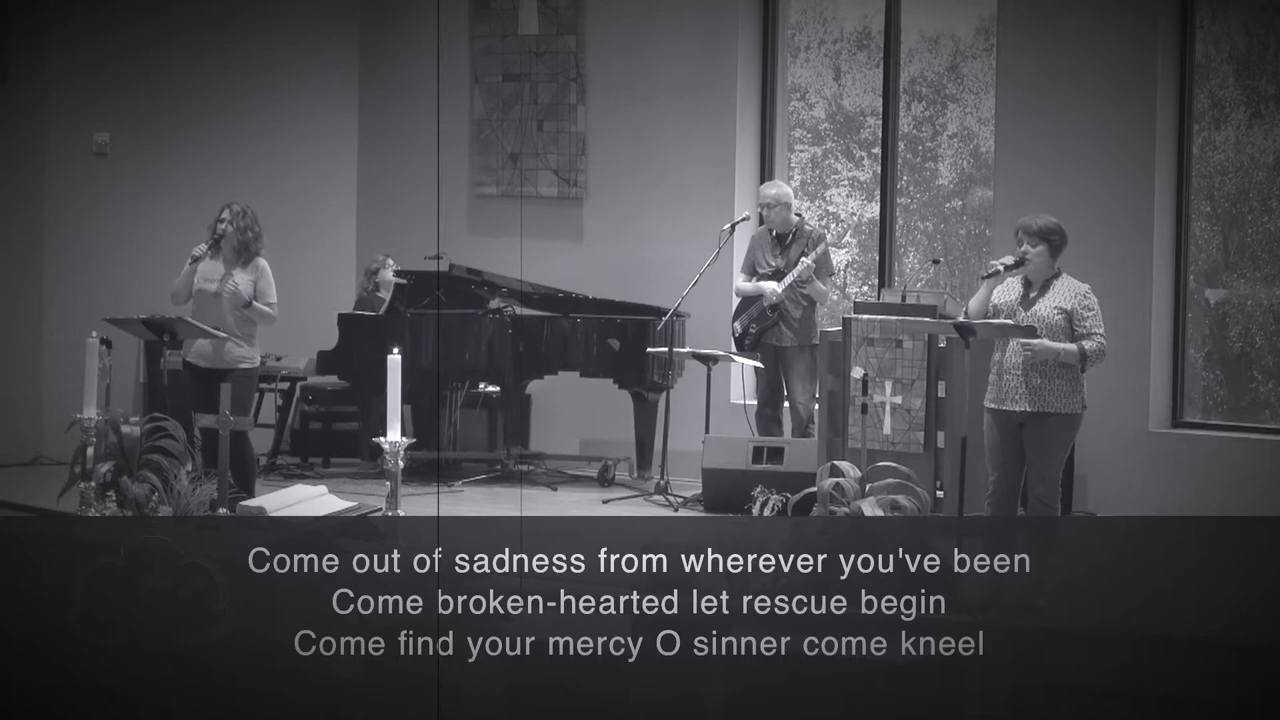 Come out of sadness from wherever you've been
Come broken-hearted let rescue begin
Come find your mercy O sinner come kneel